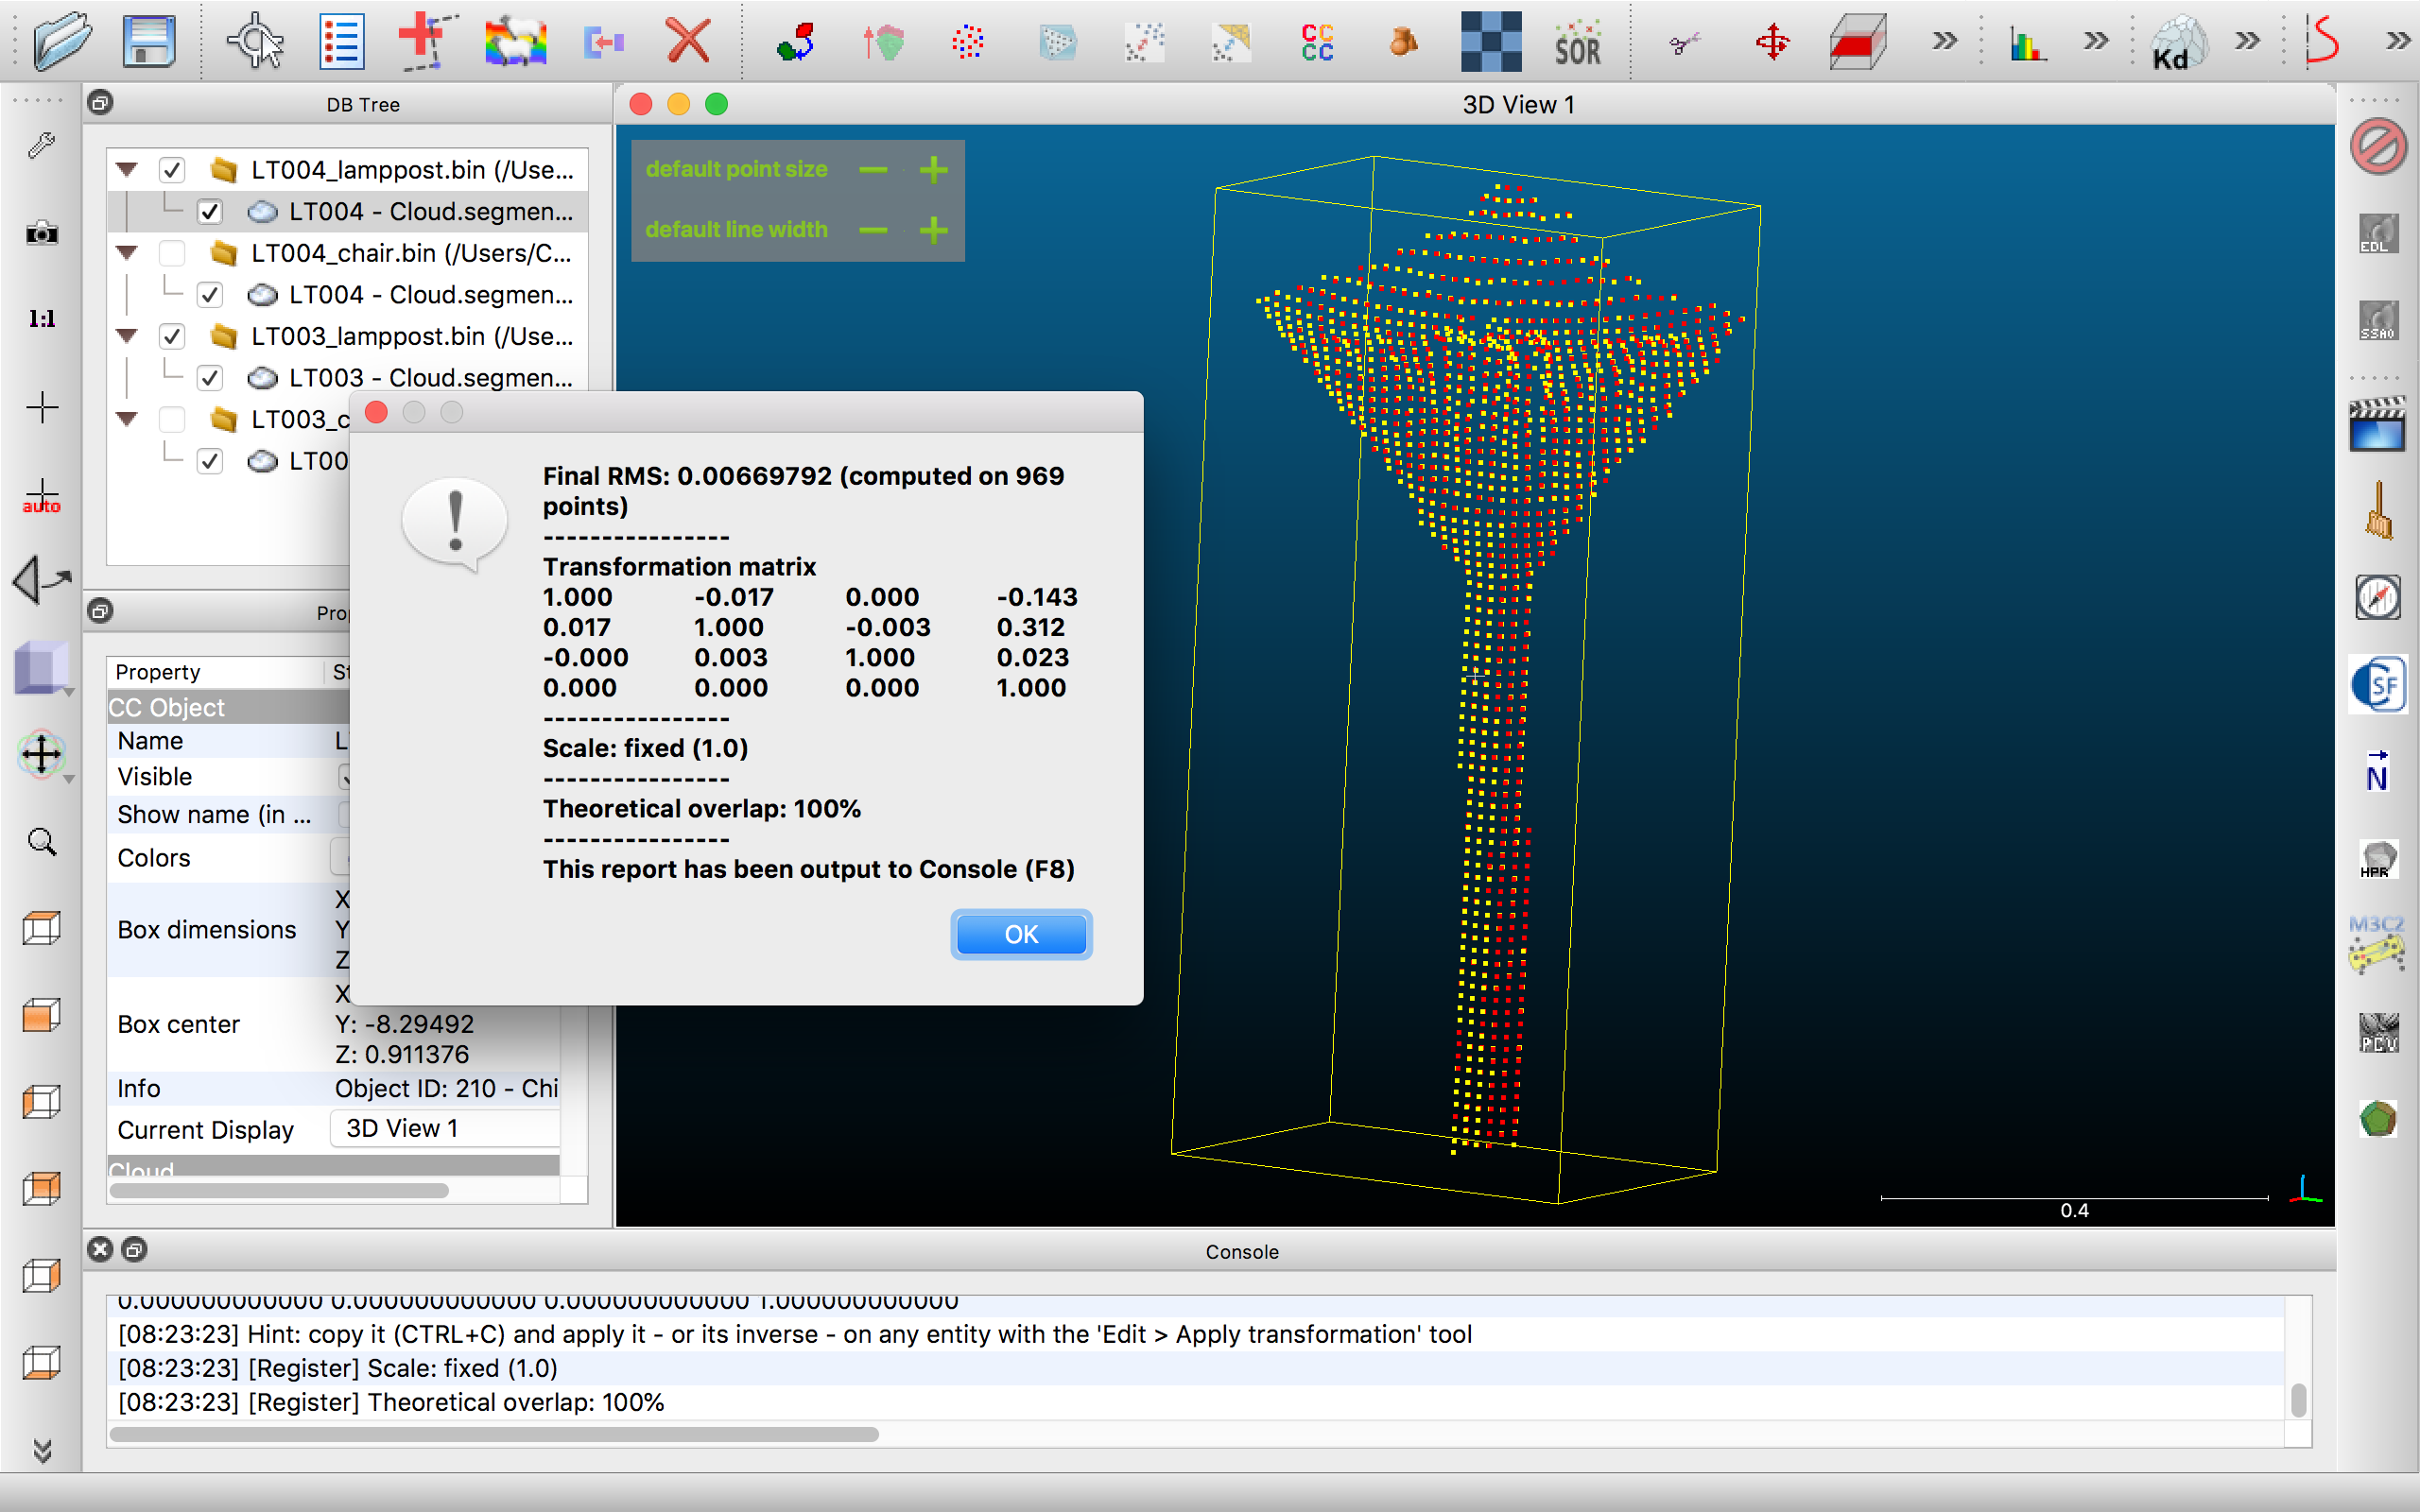 CC
CC
SOR
Kd
DB Tree
3D View 1
LT004_lamppost.bin (/Use...
LT004 - Cloud.segmen...
LT004_chair.bin (/Users/C...
LT004 - Cloud.segmen...
LT003_lamppost.bin (/Use...
LT003 - Cloud.segmen...
LT003_c
LT00
default point size
default line width
1:1
auto
EDL
SSAO
SF
N
HPR
M3C2
PCV
Final RMS: 0.00669792 (computed on 969
points)
----------------
Transformation matrix
1.000 -0.017 0.000 -0.143
0.017 1.000 -0.003 0.312
-0.000 0.003 1.000 0.023
0.000 0.000 0.000 1.000
----------------
Scale: fixed (1.0)
----------------
Theoretical overlap: 100%
----------------
This report has been output to Console (F8)
OK
Property
CC Object
Name L
Visible
Show name (in ...
Colors
Box dimensions
X
Y
Z
Box center
X
Y: -8.29492
Z: 0.911376
Info Object ID: 210 - Chi
Current Display 3D View 1
Cloud
0.4
Console
0.000000000000 0.000000000000 0.000000000000 1.000000000000
[08:23:23] Hint: copy it (CTRL+C) and apply it - or its inverse - on any entity with the 'Edit > Apply transformation' tool
[08:23:23] [Register] Scale: fixed (1.0)
[08:23:23] [Register] Theoretical overlap: 100%